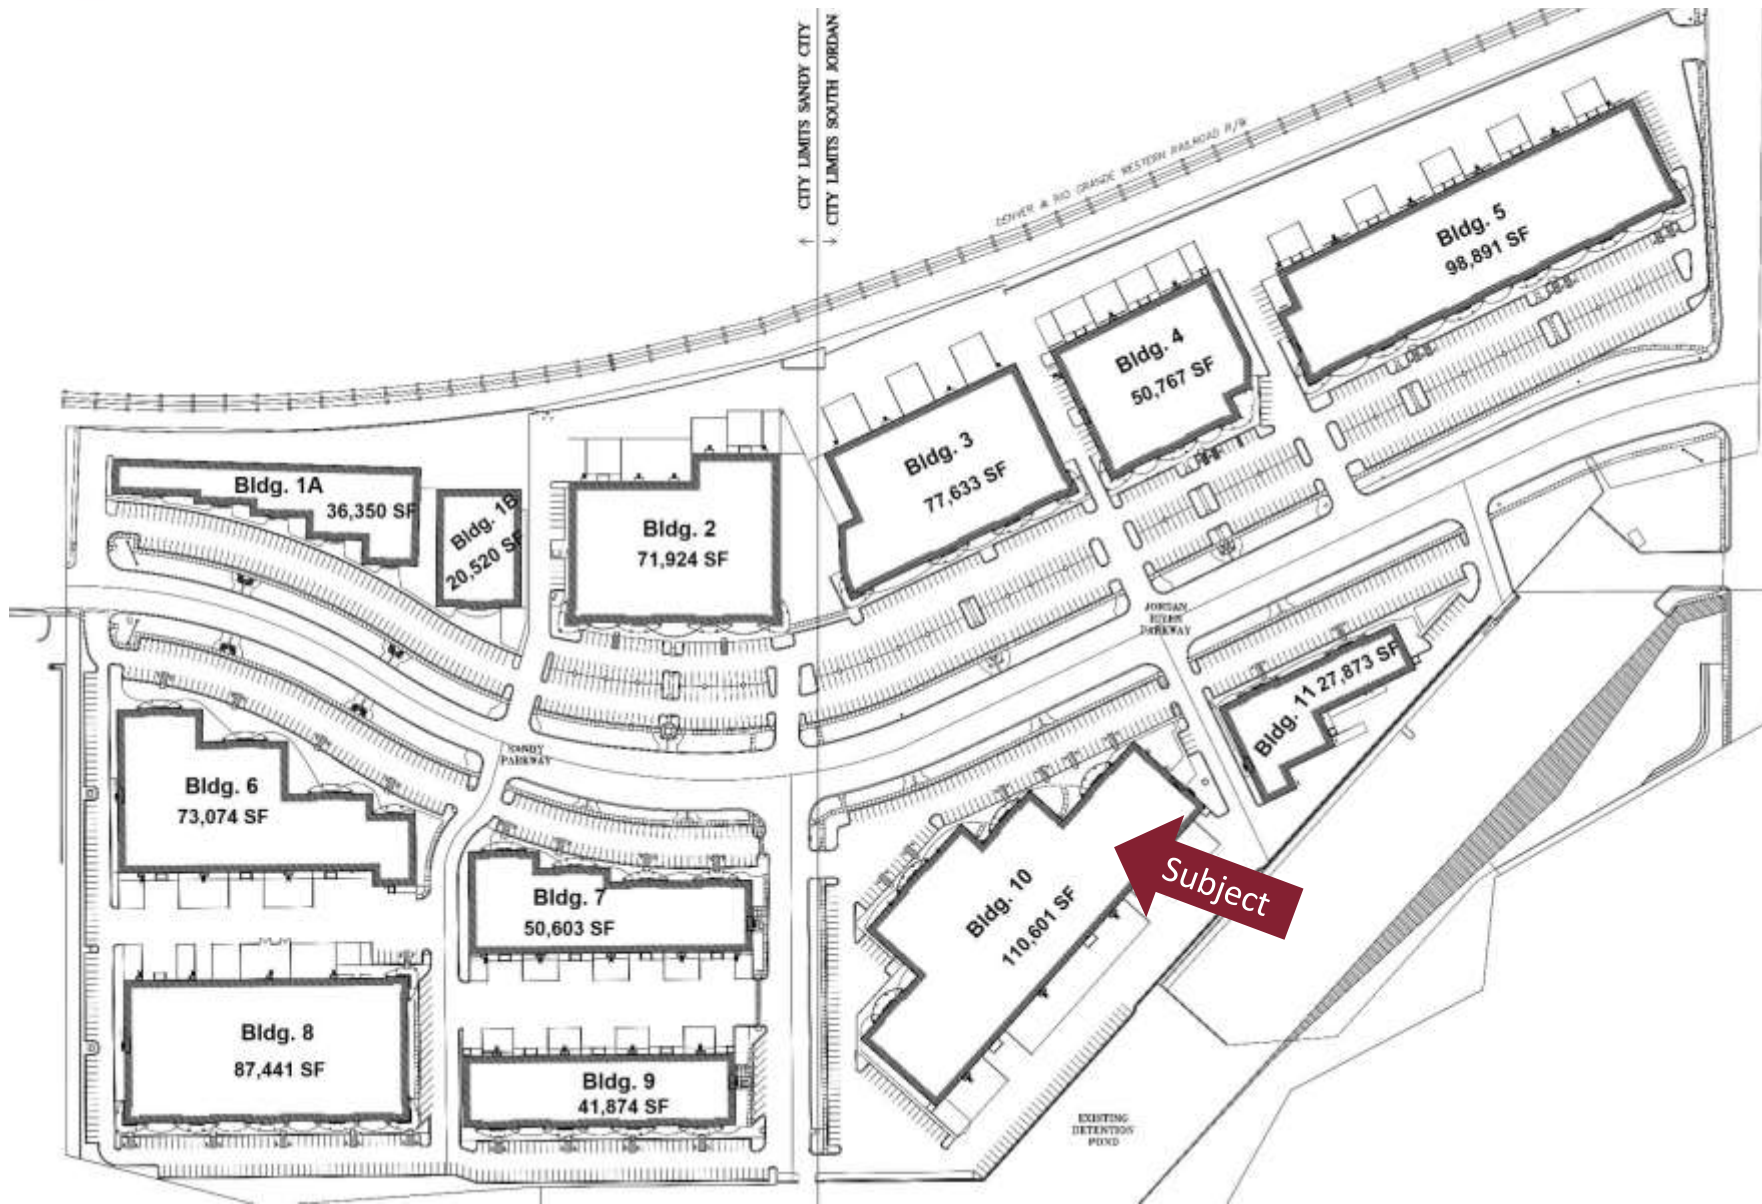 CITY LIMITS SANDY CITY
CITY LIMITS SOUTH JORDAN
DENVER & RIO GRANDE WESTERN RAILROAD R/W
Bldg. 5
98,891 SF
Bldg. 4
50,767 SF
Bldg. 3
77,633 SF
Bldg. 1A
36,350 SF
Bldg. 1B
20,520 SF
Bldg. 2
71,924 SF
JORDAN
RIVER
PARKWAY
Bldg. 11 27,873 SF
SANDY
PARKWAY
Bldg. 6
73,074 SF
Bldg. 7
50,603 SF
Bldg. 10
110,601 SF
Subject
Bldg. 8
87,441 SF
Bldg. 9
41,874 SF
EXISTING
DETENTION
POND